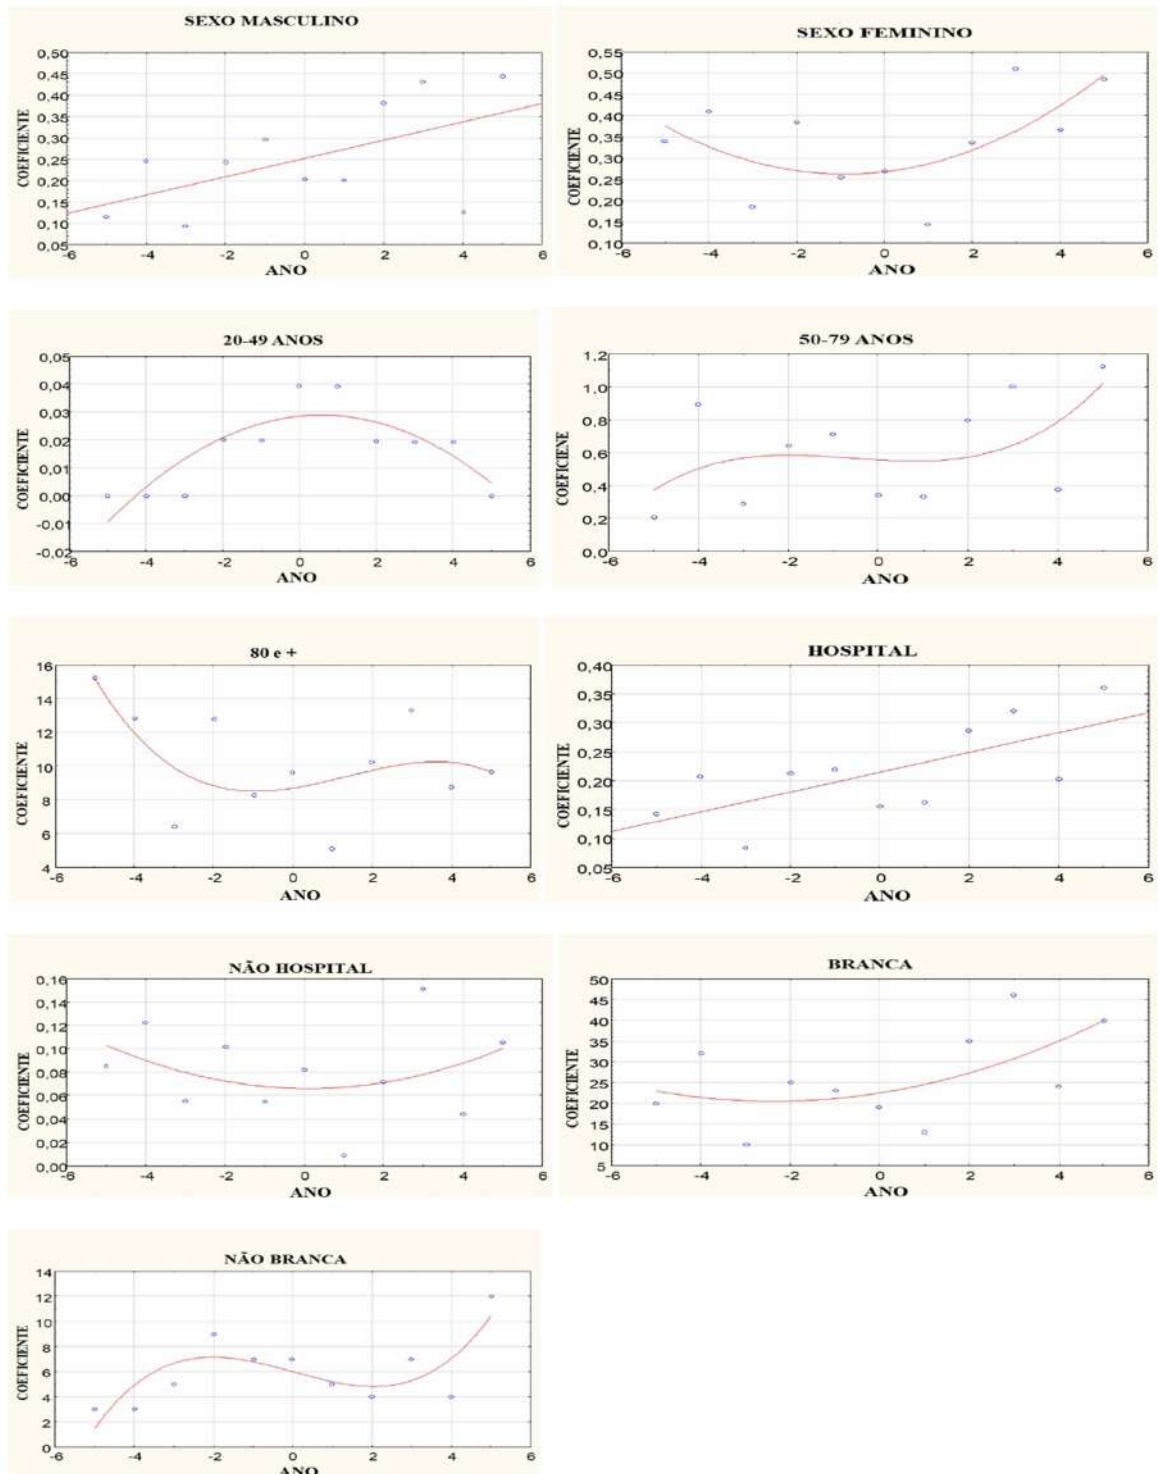 SEXO MASCULINO
COEFICIENTE
0,50
0,45
0,40
0,35
0,30
0,25
0,20
0,15
0,10
0,05
-6 -4 -2 0 2 4 6
ANO
SEXO FEMININO
COEFICIENTE
0,55
0,50
0,45
0,40
0,35
0,30
0,25
0,20
0,15
0,10
-6 -4 -2 0 2 4 6
ANO
20-49 ANOS
COEFICIENTE
0,05
0,04
0,03
0,02
0,01
0,00
-0,01
-0,02
-6 -4 -2 0 2 4 6
ANO
50-79 ANOS
COEFICIENE
1,2
1,0
0,8
0,6
0,4
0,2
0,0
-6 -4 -2 0 2 4 6
ANO
80 e +
COEFICIENTE
16
14
12
10
8
6
4
-6 -4 -2 0 2 4 6
ANO
HOSPITAL
COEFICIENTE
0,40
0,35
0,30
0,25
0,20
0,15
0,10
0,05
-6 -4 -2 0 2 4 6
ANO
NÃO HOSPITAL
COEFICIENTE
0,16
0,14
0,12
0,10
0,08
0,06
0,04
0,02
0,00
-6 -4 -2 0 2 4 6
ANO
BRANCA
COEFICIENTE
50
45
40
35
30
25
20
15
10
5
-6 -4 -2 0 2 4 6
ANO
NÃO BRANCA
COEFICIENTE
14
12
10
8
6
4
2
0
-6 -4 -2 0 2 4 6
ANO